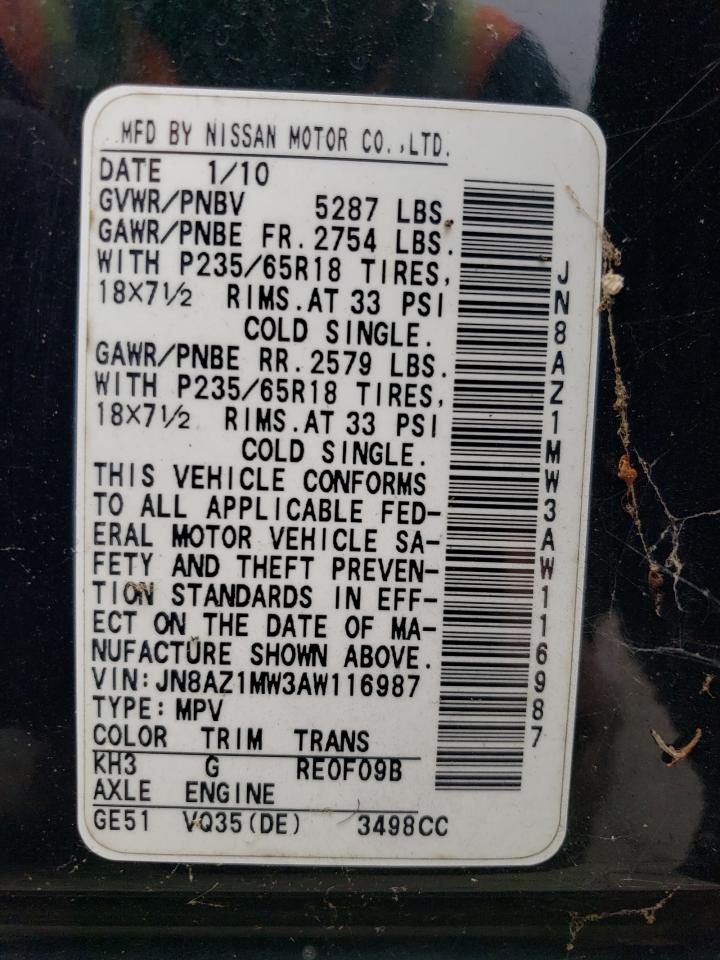 MFD BY NISSAN MOTOR CO.,LTD.
DATE 1/10
GVWR/PNBV 5287 LBS.
GAWR/PNBE FR. 2754 LBS.
WITH P235/65R18 TIRES,
18X7½ RIMS. AT 33 PSI
COLD SINGLE.
GAWR/PNBE RR. 2579 LBS.
WITH P235/65R18 TIRES,
18X7½ RIMS. AT 33 PSI
COLD SINGLE.
THIS VEHICLE CONFORMS
TO ALL APPLICABLE FED-
ERAL MOTOR VEHICLE SA-
FETY AND THEFT PREVEN-
TION STANDARDS IN EFF-
ECT ON THE DATE OF MA-
NUFACTURE SHOWN ABOVE.
VIN: JN8AZ1MW3AW116987
TYPE: MPV
COLOR TRIM TRANS
KH3 G RE0F09B
AXLE ENGINE
GE51 VQ35(DE) 3498CC
JN8AZ1MW3AW116987